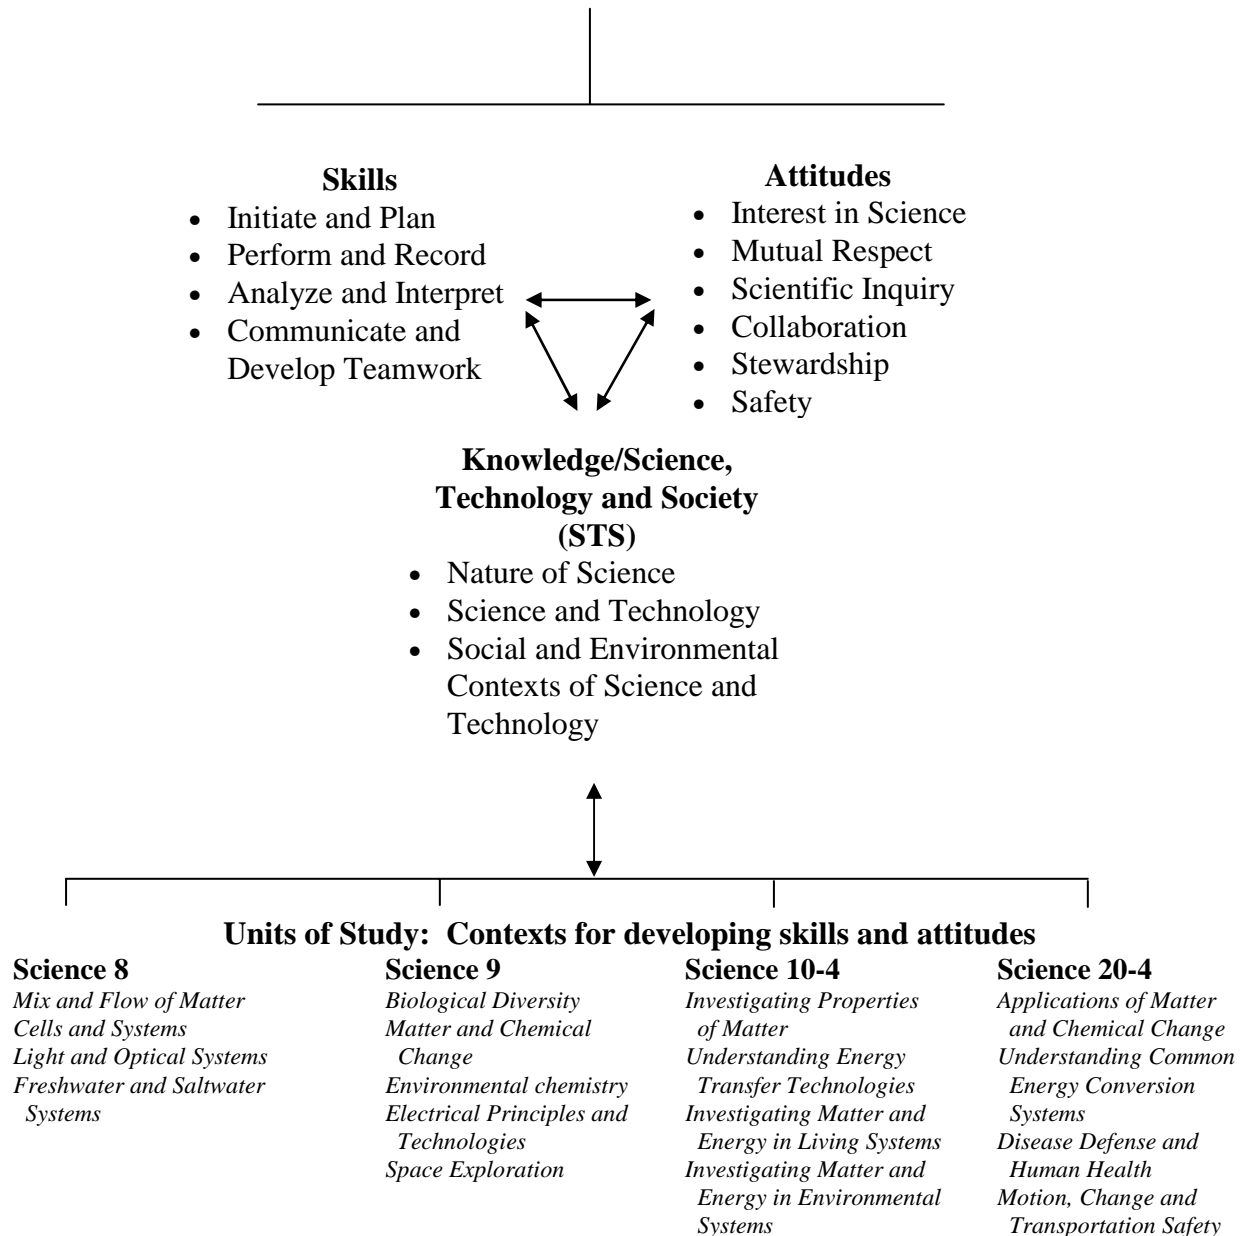 Skills
• Initiate and Plan
• Perform and Record
• Analyze and Interpret
• Communicate and
Develop Teamwork
Attitudes
• Interest in Science
• Mutual Respect
• Scientific Inquiry
• Collaboration
• Stewardship
• Safety
Knowledge/Science,
Technology and Society
(STS)
• Nature of Science
• Science and Technology
• Social and Environmental
Contexts of Science and
Technology
Units of Study: Contexts for developing skills and attitudes
Science 8
Mix and Flow of Matter
Cells and Systems
Light and Optical Systems
Freshwater and Saltwater
Systems
Science 9
Biological Diversity
Matter and Chemical
Change
Environmental chemistry
Electrical Principles and
Technologies
Space Exploration
Science 10-4
Investigating Properties
of Matter
Understanding Energy
Transfer Technologies
Investigating Matter and
Energy in Living Systems
Investigating Matter and
Energy in Environmental
Systems
Science 20-4
Applications of Matter
and Chemical Change
Understanding Common
Energy Conversion
Systems
Disease Defense and
Human Health
Motion, Change and
Transportation Safety